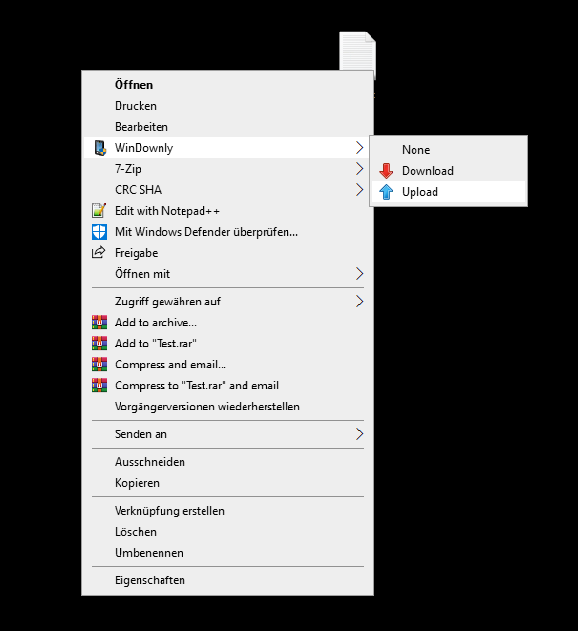 Öffnen
Drucken
Bearbeiten
WinDownly
None
7-Zip
Download
CRC SHA
Upload
Edit with Notepad++
Mit Windows Defender überprüfen...
Freigabe
Öffnen mit
Zugriff gewähren auf
Add to archive...
Add to "Test.rar"
Compress and email...
Compress to "Test.rar" and email
Vorgängerversionen wiederherstellen
Senden an
Ausschneiden
Kopieren
Verknüpfung erstellen
Löschen
Umbenennen
Eigenschaften